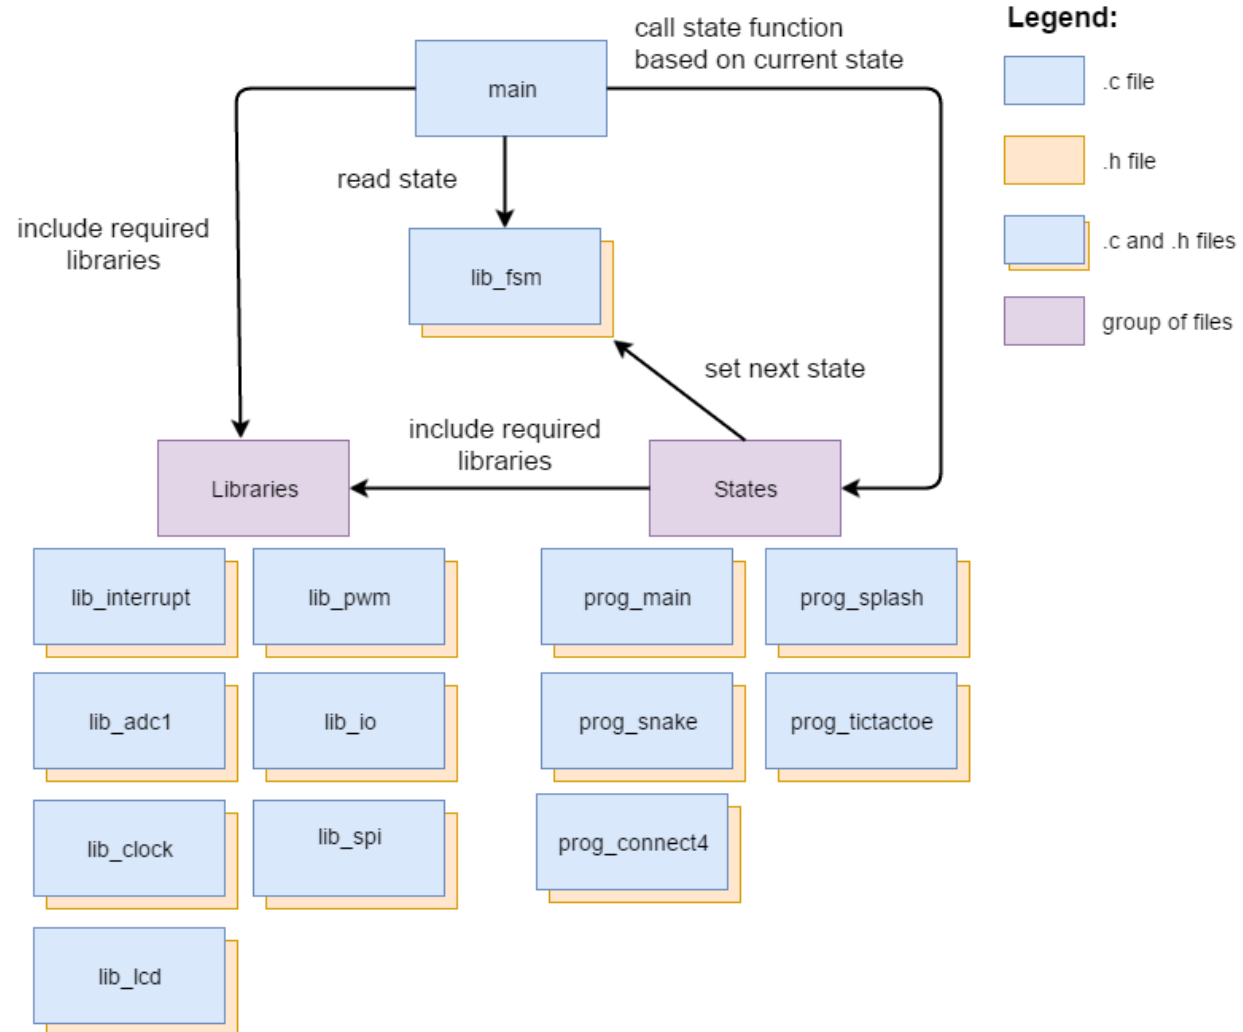 Legend:
call state function
based on current state
main
.c file
read state
.h file
include required
libraries
.c and .h files
lib_fsm
group of files
set next state
include required
libraries
Libraries
States
lib_interrupt
lib_pwm
prog_main
prog_splash
lib_adc1
lib_io
prog_snake
prog_tictactoe
lib_clock
lib_spi
prog_connect4
lib_lcd